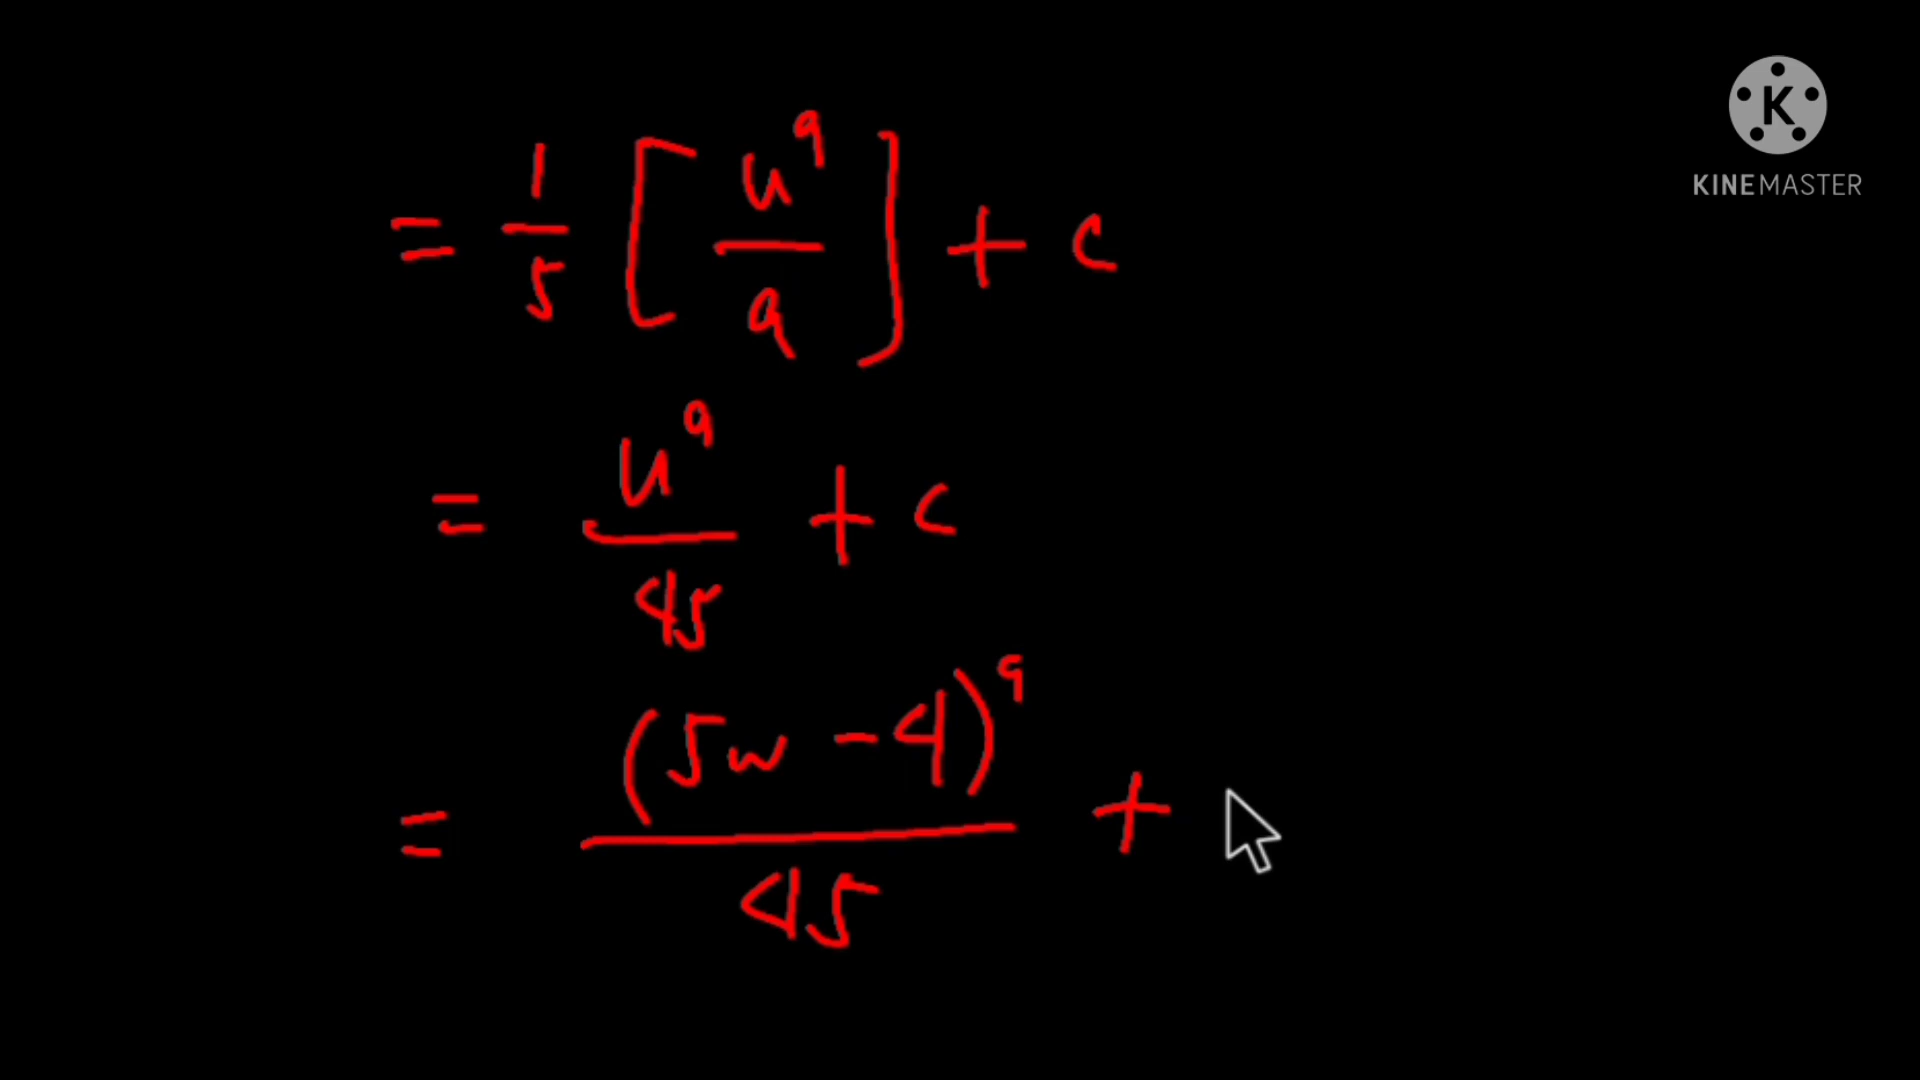 = 1/5 [u^9/9] + c
= u^9/45 + c
= (5w - 4)^9/45 +
K
KINEMASTER